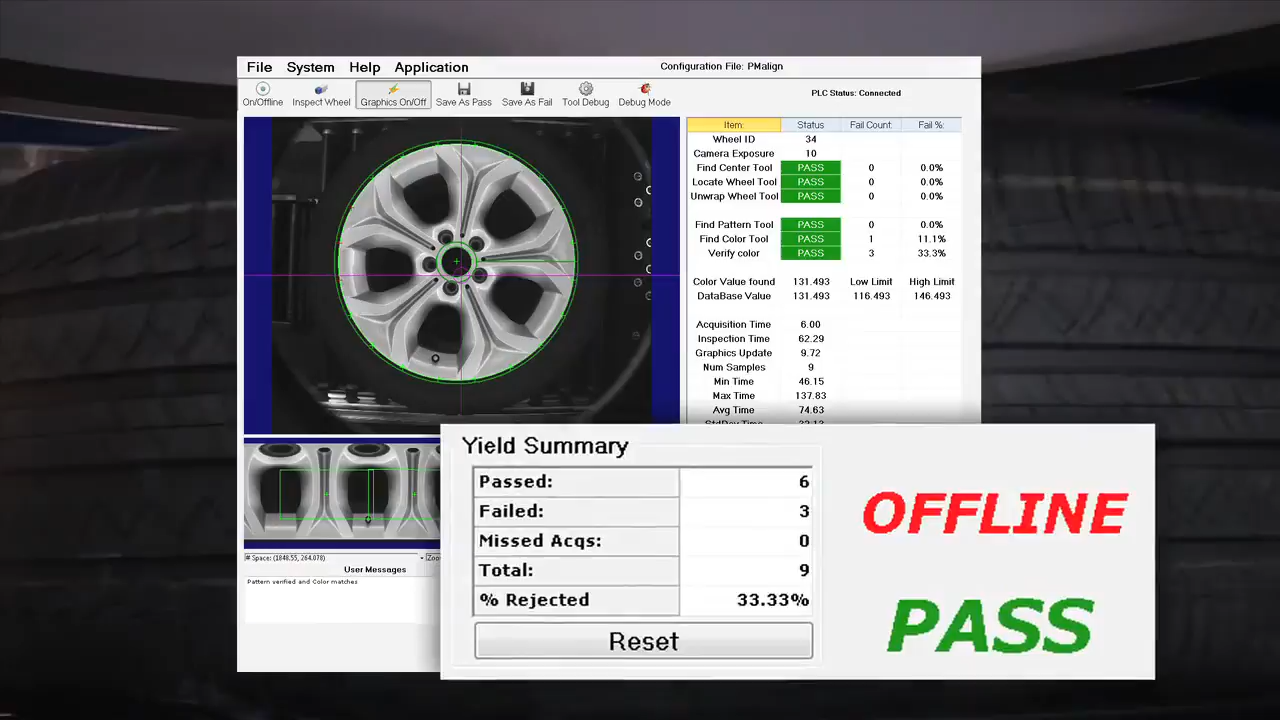 File System Help Application
Configuration File: PMalign
On/Offline Inspect Wheel Graphics On/Off Save As Pass Save As Fail Tool Debug Debug Mode
PLC Status: Connected
Item: Status Fail Count: Fail %:
Wheel ID 34
Camera Exposure 10
Find Center Tool PASS 0 0.0%
Locate Wheel Tool PASS 0 0.0%
Unwrap Wheel Tool PASS 0 0.0%
Find Pattern Tool PASS 0 0.0%
Find Color Tool PASS 1 11.1%
Verify color PASS 3 33.3%
Color Value found 131.493 Low Limit High Limit
DataBase Value 131.493 116.493 146.493
Acquisition Time 6.00
Inspection Time 62.29
Graphics Update 9.72
Num Samples 9
Min Time 46.15
Max Time 137.83
Avg Time 74.63
# Space: (1848.55, 264.078)
User Messages
Pattern verified and Color matches
Yield Summary
Passed: 6
Failed: 3
Missed Acqs: 0
Total: 9
% Rejected 33.33%
Reset
OFFLINE
PASS